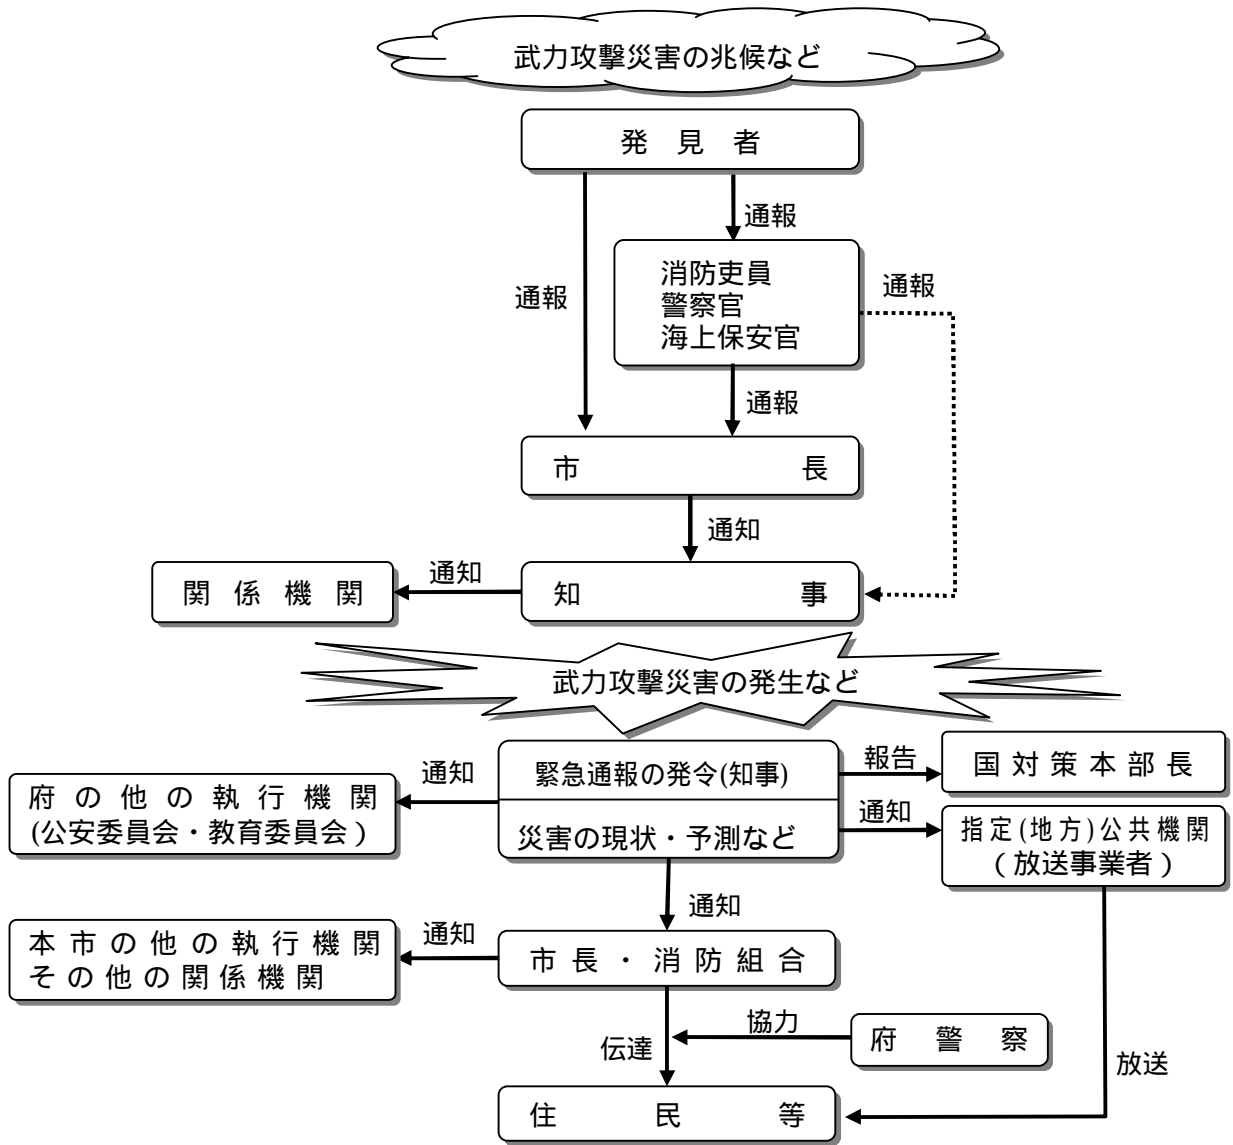 武力攻撃災害の兆候など
発見者
通報
消防吏員
警察官
海上保安官
通報
通報
通報
市長
通知
知事
通知
関係機関
武力攻撃災害の発生など
緊急通報の発令(知事)
災害の現状・予測など
報告
国対策本部長
通知
府の他の執行機関
(公安委員会・教育委員会)
通知
指定(地方)公共機関
(放送事業者)
通知
市長・消防組合
通知
本市の他の執行機関
その他の関係機関
協力
府警察
伝達
放送
住民等